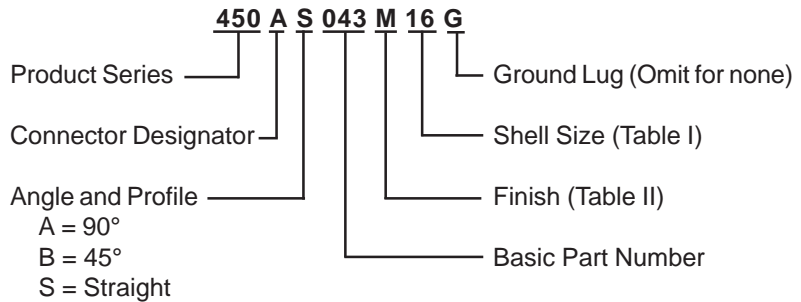 450 A S 043 M 16 G
Product Series
Ground Lug (Omit for none)
Connector Designator
Shell Size (Table I)
Angle and Profile
Finish (Table II)
A = 90°
B = 45°
Basic Part Number
S = Straight